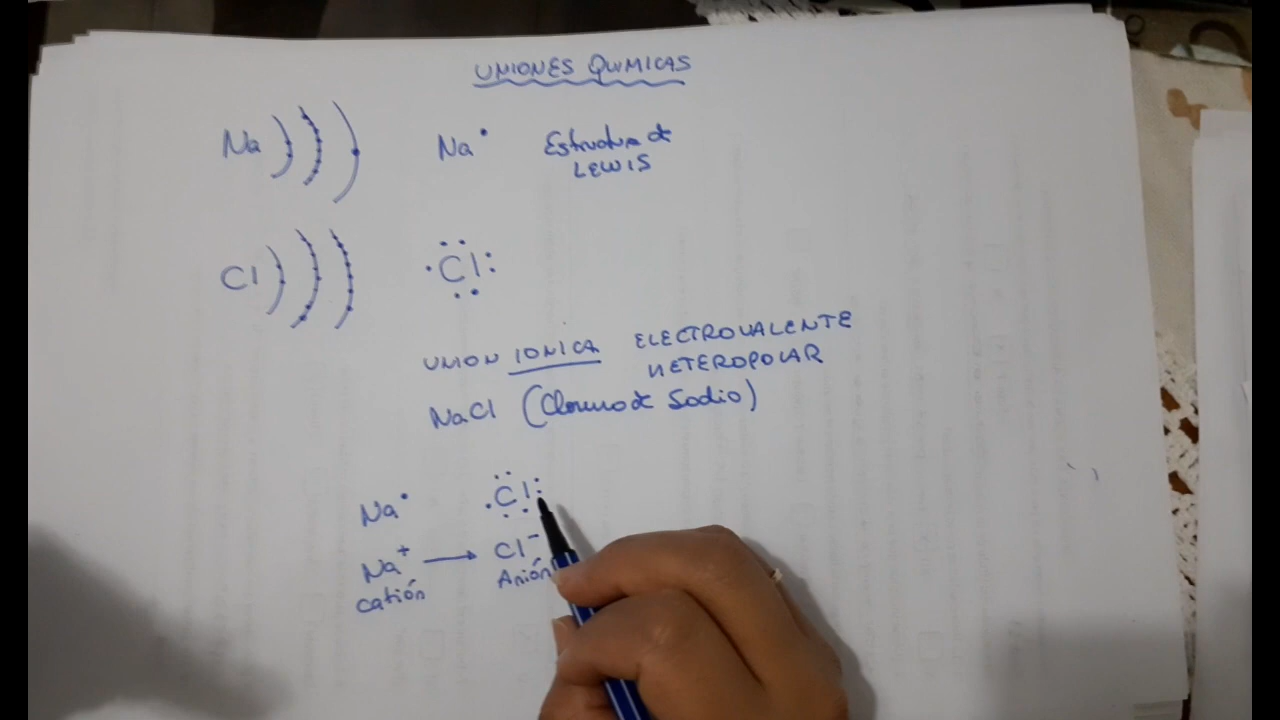 UNIONES QUIMICAS
Na Na• Estructura de
LEWIS
Cl Cl
UNION IONICA ELECTROVALENTE
HETEROPOLAR
NaCl (Cloruro de Sodio)
Na• Cl
Na+ → Cl-
catión Anión